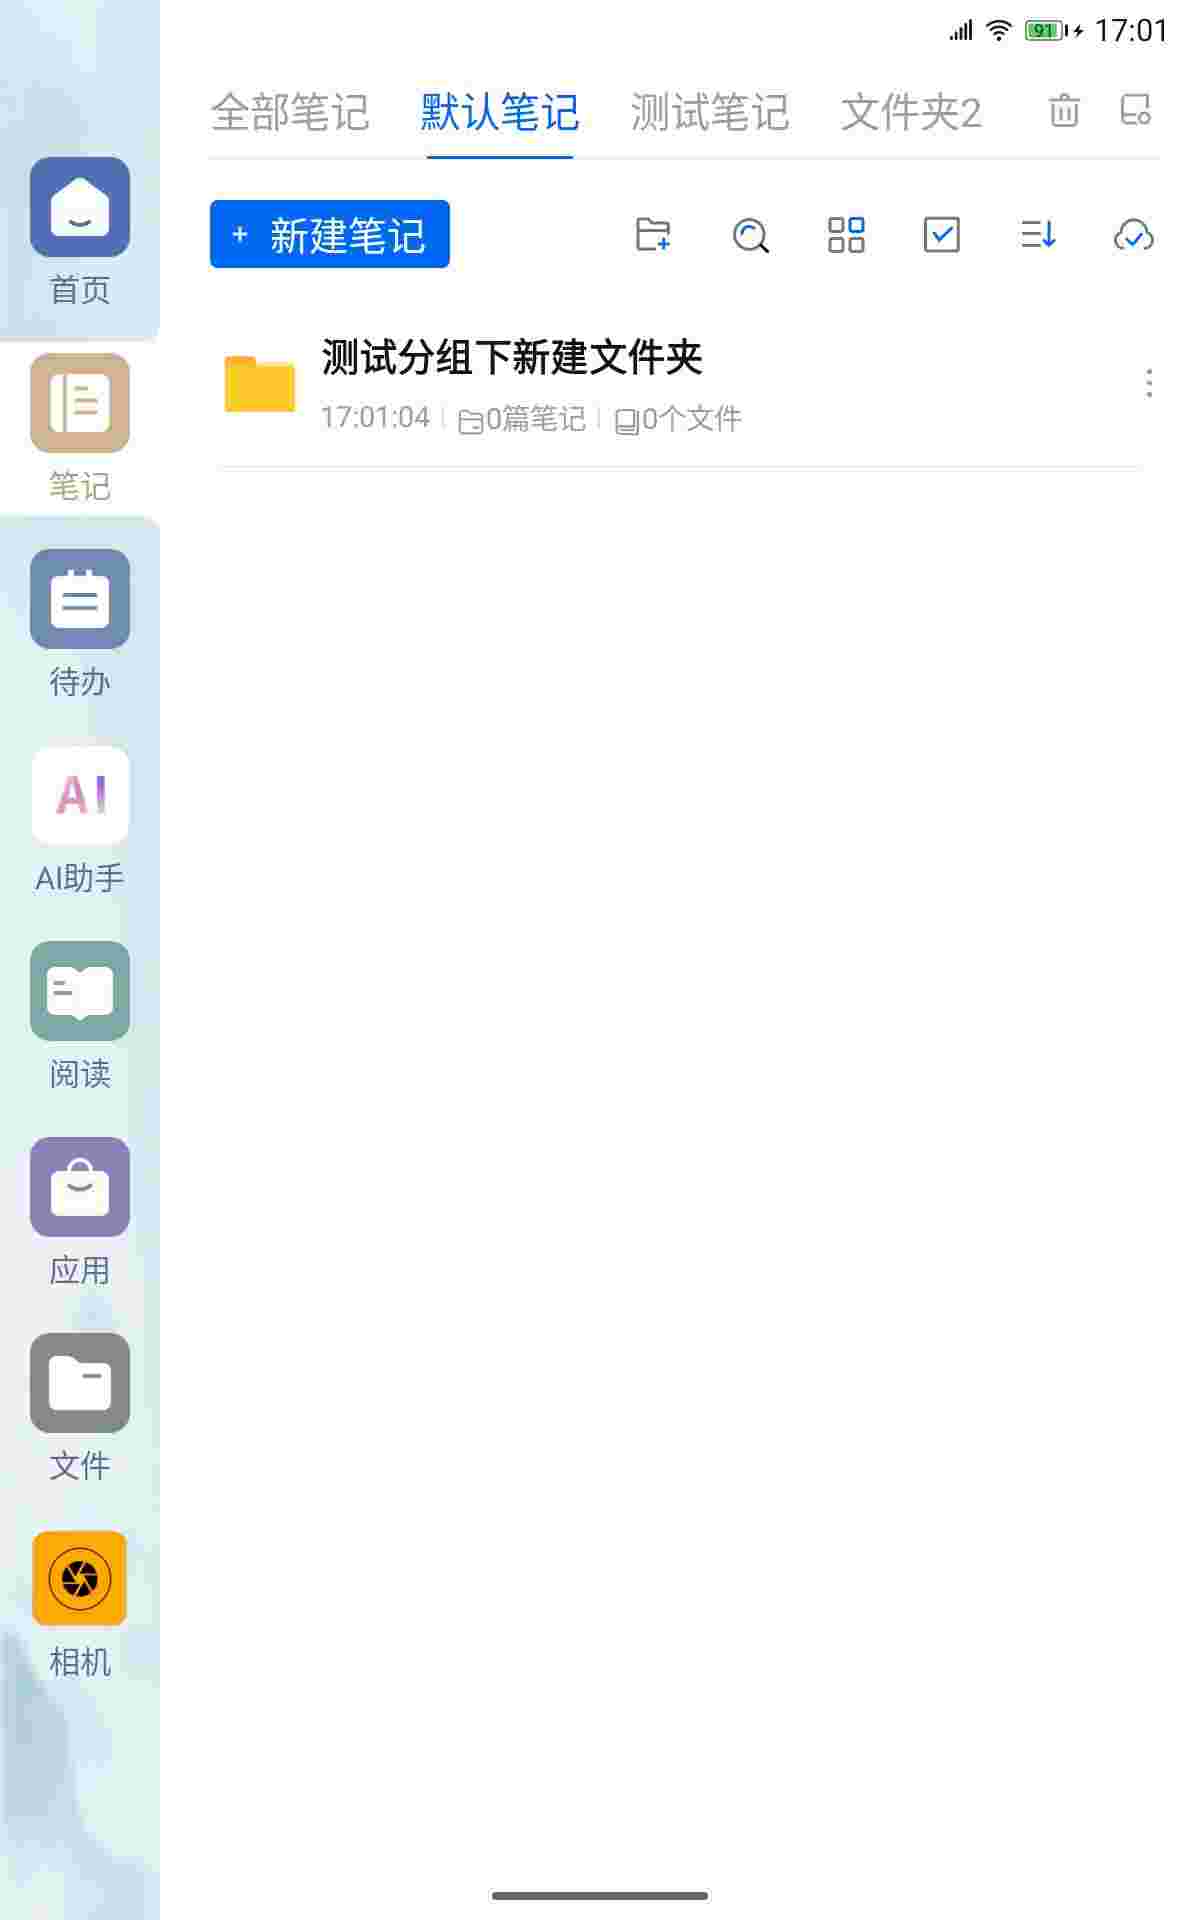 91 17:01
全部笔记 默认笔记 测试笔记 文件夹2
+ 新建笔记
测试分组下新建文件夹
17:01:04 0篇笔记 0个文件
首页
笔记
待办
AI
AI助手
阅读
应用
文件
相机